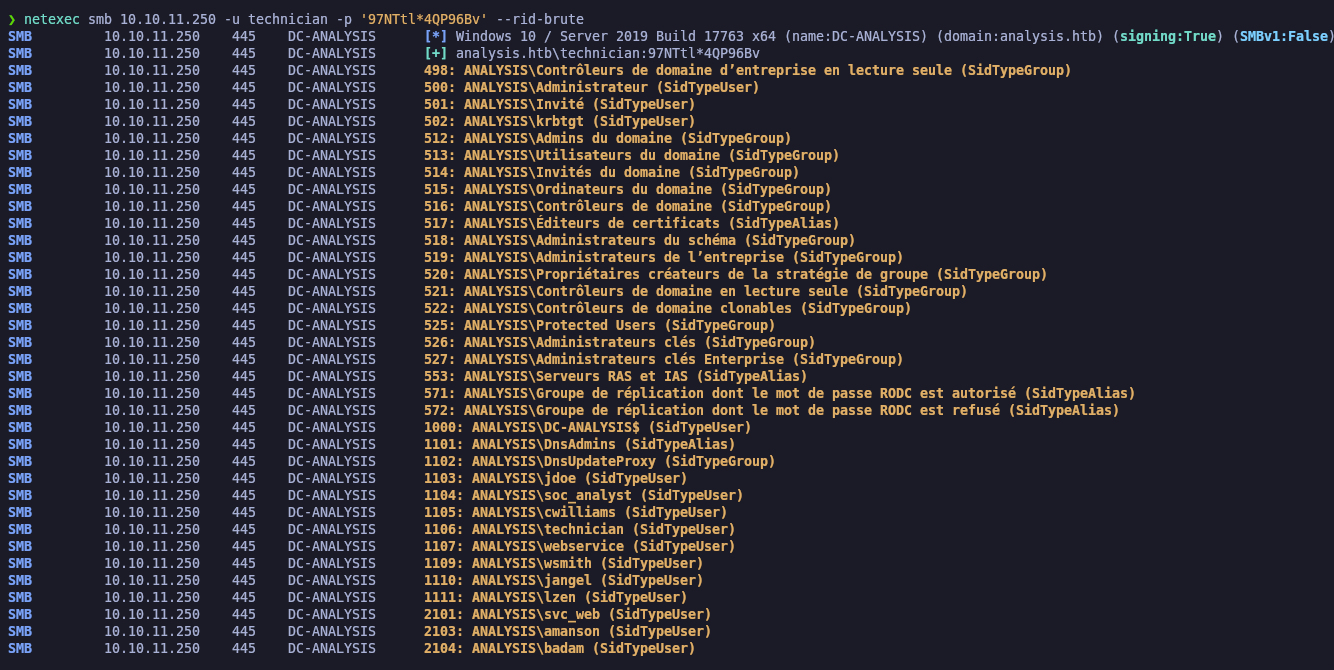 ❯ netexec smb 10.10.11.250 -u technician -p '97NTtl*4QP96Bv' --rid-brute
SMB 10.10.11.250 445 DC-ANALYSIS [*] Windows 10 / Server 2019 Build 17763 x64 (name:DC-ANALYSIS) (domain:analysis.htb) (signing:True) (SMBv1:False)
SMB 10.10.11.250 445 DC-ANALYSIS [+] analysis.htb\technician:97NTtl*4QP96Bv
SMB 10.10.11.250 445 DC-ANALYSIS 498: ANALYSIS\Contrôleurs de domaine d’entreprise en lecture seule (SidTypeGroup)
SMB 10.10.11.250 445 DC-ANALYSIS 500: ANALYSIS\Administrateur (SidTypeUser)
SMB 10.10.11.250 445 DC-ANALYSIS 501: ANALYSIS\Invité (SidTypeUser)
SMB 10.10.11.250 445 DC-ANALYSIS 502: ANALYSIS\krbtgt (SidTypeUser)
SMB 10.10.11.250 445 DC-ANALYSIS 512: ANALYSIS\Admins du domaine (SidTypeGroup)
SMB 10.10.11.250 445 DC-ANALYSIS 513: ANALYSIS\Utilisateurs du domaine (SidTypeGroup)
SMB 10.10.11.250 445 DC-ANALYSIS 514: ANALYSIS\Invités du domaine (SidTypeGroup)
SMB 10.10.11.250 445 DC-ANALYSIS 515: ANALYSIS\Ordinateurs du domaine (SidTypeGroup)
SMB 10.10.11.250 445 DC-ANALYSIS 516: ANALYSIS\Contrôleurs de domaine (SidTypeGroup)
SMB 10.10.11.250 445 DC-ANALYSIS 517: ANALYSIS\Éditeurs de certificats (SidTypeAlias)
SMB 10.10.11.250 445 DC-ANALYSIS 518: ANALYSIS\Administrateurs du schéma (SidTypeGroup)
SMB 10.10.11.250 445 DC-ANALYSIS 519: ANALYSIS\Administrateurs de l’entreprise (SidTypeGroup)
SMB 10.10.11.250 445 DC-ANALYSIS 520: ANALYSIS\Propriétaires créateurs de la stratégie de groupe (SidTypeGroup)
SMB 10.10.11.250 445 DC-ANALYSIS 521: ANALYSIS\Contrôleurs de domaine en lecture seule (SidTypeGroup)
SMB 10.10.11.250 445 DC-ANALYSIS 522: ANALYSIS\Contrôleurs de domaine clonables (SidTypeGroup)
SMB 10.10.11.250 445 DC-ANALYSIS 525: ANALYSIS\Protected Users (SidTypeGroup)
SMB 10.10.11.250 445 DC-ANALYSIS 526: ANALYSIS\Administrateurs clés (SidTypeGroup)
SMB 10.10.11.250 445 DC-ANALYSIS 527: ANALYSIS\Administrateurs clés Enterprise (SidTypeGroup)
SMB 10.10.11.250 445 DC-ANALYSIS 553: ANALYSIS\Serveurs RAS et IAS (SidTypeAlias)
SMB 10.10.11.250 445 DC-ANALYSIS 571: ANALYSIS\Groupe de réplication dont le mot de passe RODC est autorisé (SidTypeAlias)
SMB 10.10.11.250 445 DC-ANALYSIS 572: ANALYSIS\Groupe de réplication dont le mot de passe RODC est refusé (SidTypeAlias)
SMB 10.10.11.250 445 DC-ANALYSIS 1000: ANALYSIS\DC-ANALYSIS$ (SidTypeUser)
SMB 10.10.11.250 445 DC-ANALYSIS 1101: ANALYSIS\DnsAdmins (SidTypeAlias)
SMB 10.10.11.250 445 DC-ANALYSIS 1102: ANALYSIS\DnsUpdateProxy (SidTypeGroup)
SMB 10.10.11.250 445 DC-ANALYSIS 1103: ANALYSIS\jdoe (SidTypeUser)
SMB 10.10.11.250 445 DC-ANALYSIS 1104: ANALYSIS\soc_analyst (SidTypeUser)
SMB 10.10.11.250 445 DC-ANALYSIS 1105: ANALYSIS\cwilliams (SidTypeUser)
SMB 10.10.11.250 445 DC-ANALYSIS 1106: ANALYSIS\technician (SidTypeUser)
SMB 10.10.11.250 445 DC-ANALYSIS 1107: ANALYSIS\webservice (SidTypeUser)
SMB 10.10.11.250 445 DC-ANALYSIS 1109: ANALYSIS\wsmith (SidTypeUser)
SMB 10.10.11.250 445 DC-ANALYSIS 1110: ANALYSIS\jangel (SidTypeUser)
SMB 10.10.11.250 445 DC-ANALYSIS 1111: ANALYSIS\lzen (SidTypeUser)
SMB 10.10.11.250 445 DC-ANALYSIS 2101: ANALYSIS\svc_web (SidTypeUser)
SMB 10.10.11.250 445 DC-ANALYSIS 2103: ANALYSIS\amanson (SidTypeUser)
SMB 10.10.11.250 445 DC-ANALYSIS 2104: ANALYSIS\badam (SidTypeUser)